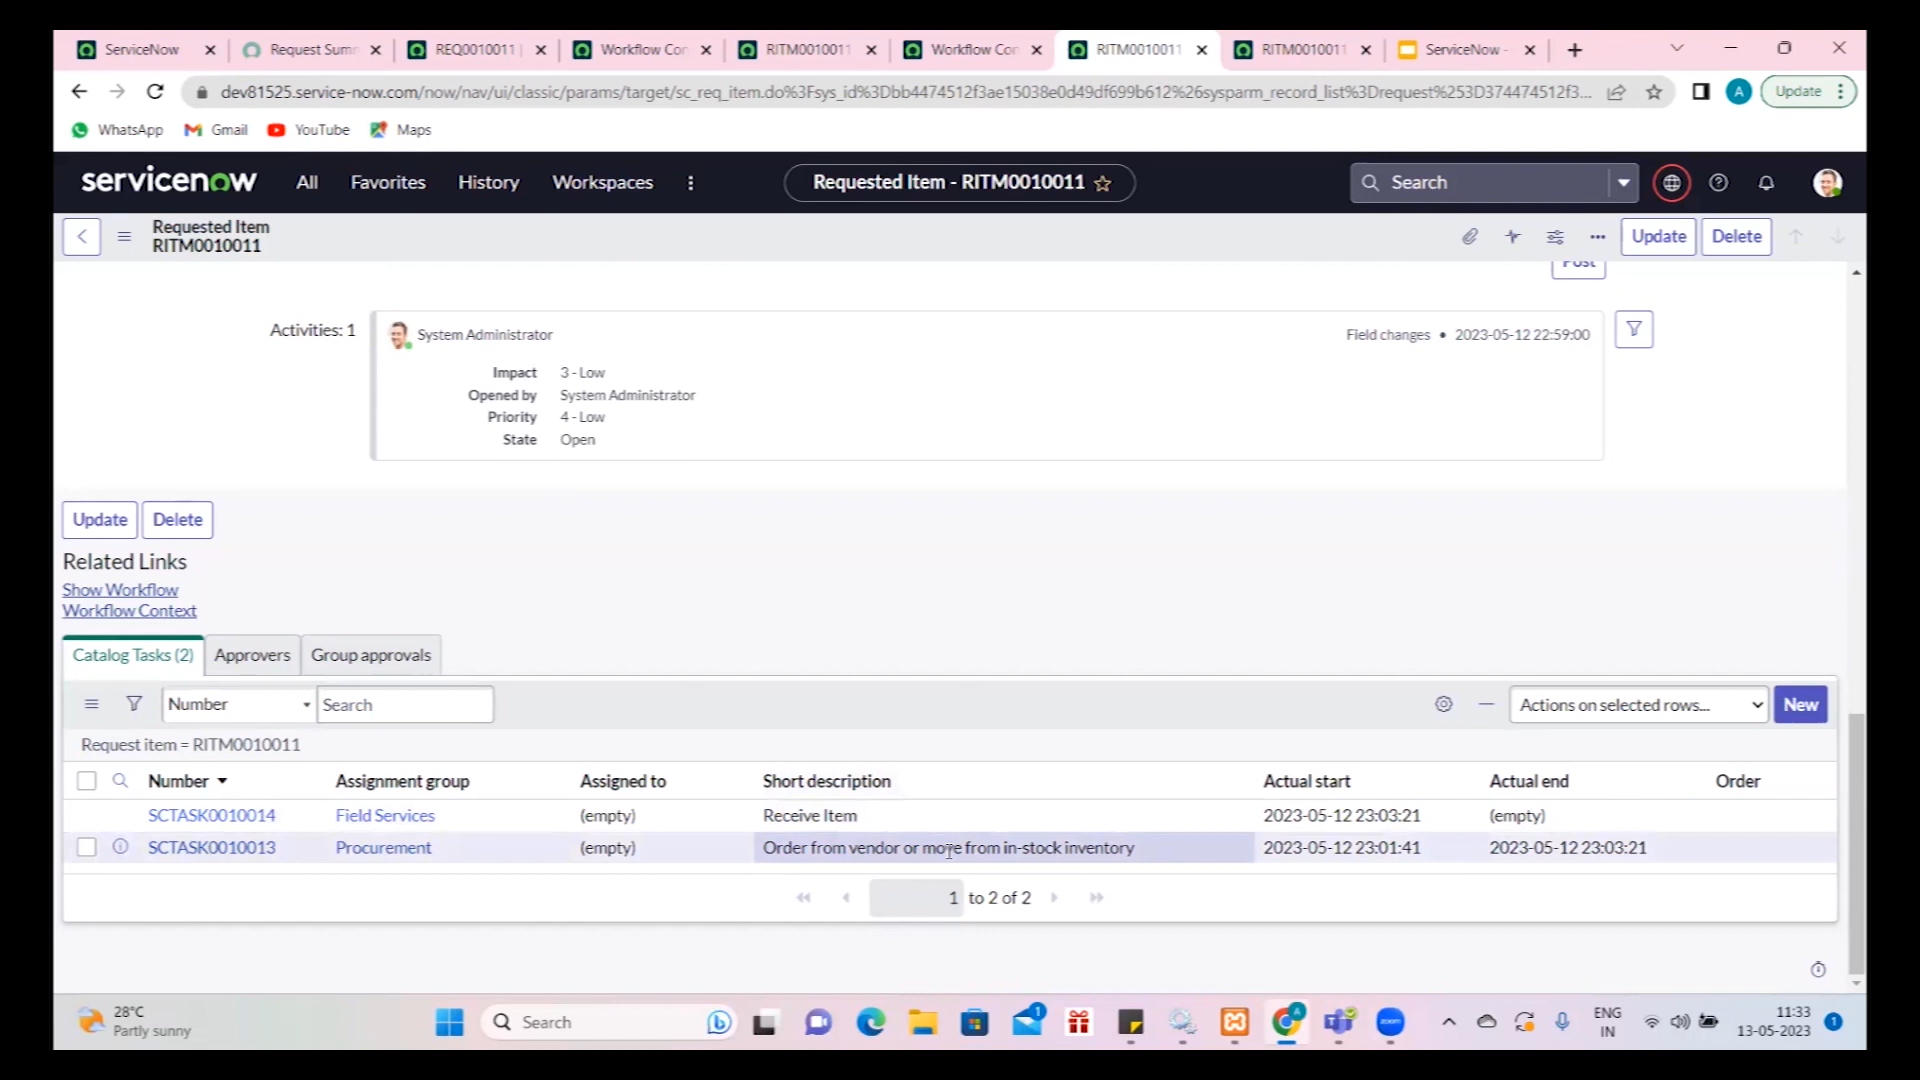 ServiceNow
Request Sum
REQ0010011 |
Workflow Con
RITM0010011
Workflow Con
RITM0010011
RITM0010011
ServiceNow -
dev81525.service-now.com/now/nav/ui/classic/params/target/sc_req_item.do%3Fsys_id%3Dbb4474512f3ae15038e0d49df699b612%26sysparm_record_list%3Drequest%253D374474512f3...
A
Update
WhatsApp
Gmail
YouTube
Maps
servicenow
All
Favorites
History
Workspaces
Requested Item - RITM0010011
Search
Requested Item
RITM0010011
Update
Delete
Post
Activities: 1
System Administrator
Field changes • 2023-05-12 22:59:00
Impact 3 - Low
Opened by System Administrator
Priority 4 - Low
State Open
Update
Delete
Related Links
Show Workflow
Workflow Context
Catalog Tasks (2)
Approvers
Group approvals
Number
Search
Actions on selected rows...
New
Request item = RITM0010011
Number Assignment group Assigned to Short description Actual start Actual end Order
SCTASK0010014 Field Services (empty) Receive Item 2023-05-12 23:03:21 (empty)
SCTASK0010013 Procurement (empty) Order from vendor or move from in-stock inventory 2023-05-12 23:01:41 2023-05-12 23:03:21
1 to 2 of 2
28°C
Partly sunny
Search
1
A
zoom
ENG
IN
11:33
13-05-2023
1